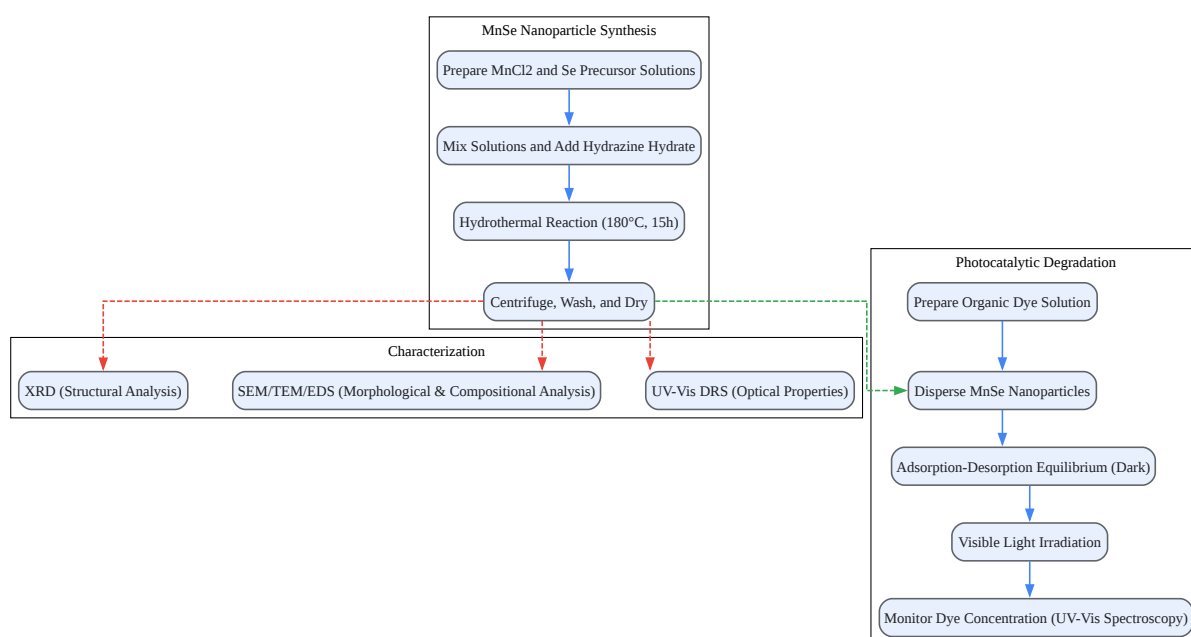 MnSe Nanoparticle Synthesis
Prepare MnCl2 and Se Precursor Solutions
Mix Solutions and Add Hydrazine Hydrate
Hydrothermal Reaction (180°C, 15h)
Centrifuge, Wash, and Dry
Characterization
XRD (Structural Analysis)
SEM/TEM/EDS (Morphological & Compositional Analysis)
UV-Vis DRS (Optical Properties)
Photocatalytic Degradation
Prepare Organic Dye Solution
Disperse MnSe Nanoparticles
Adsorption-Desorption Equilibrium (Dark)
Visible Light Irradiation
Monitor Dye Concentration (UV-Vis Spectroscopy)